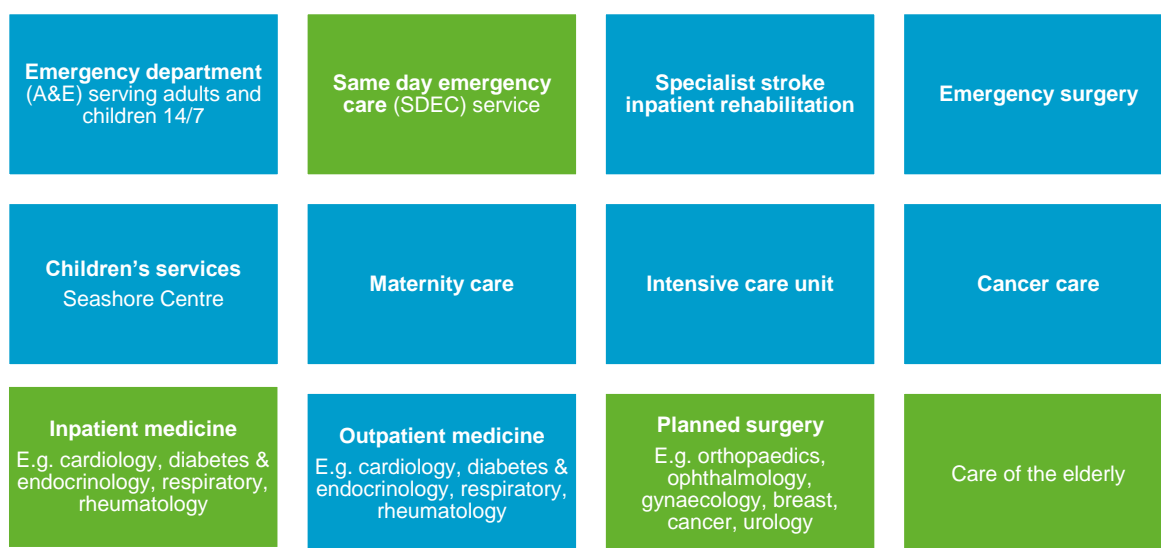 Emergency department
(A&E) serving adults and
children 14/7
Same day emergency
care (SDEC) service
Specialist stroke
inpatient rehabilitation
Emergency surgery
Children's services
Seashore Centre
Maternity care
Intensive care unit
Cancer care
Inpatient medicine
E.g. cardiology, diabetes &
endocrinology, respiratory,
rheumatology
Outpatient medicine
E.g. cardiology, diabetes &
endocrinology, respiratory,
rheumatology
Planned surgery
E.g. orthopaedics,
ophthalmology,
gynaecology, breast,
cancer, urology
Care of the elderly